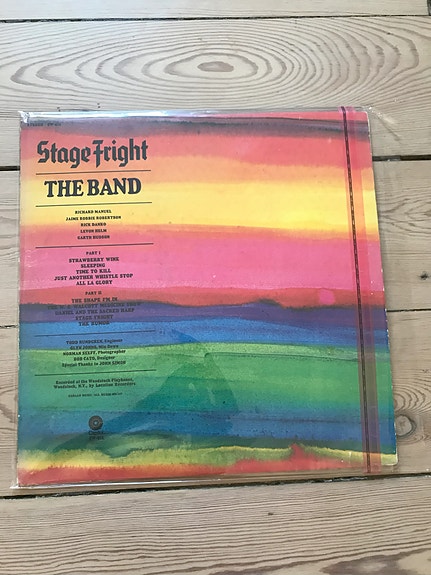 Stage Fright
THE BAND
RICHARD MANUEL
JAIME ROBBIE ROBERTSON
RICK DANKO
LEVON HELM
GARTH HUDSON
PART I
STRAWBERRY WINE
SLEEPING
TIME TO KILL
JUST ANOTHER WHISTLE STOP
ALL LA GLORY
PART II
THE SHAPE I'M IN
THE W. S. WALCOTT MEDICINE SHOW
DANIEL AND THE SACRED HARP
STAGE FRIGHT
THE RUMOR
TODD RUNDGREN, Engineer
GLYN JOHNS, Mix Down
NORMAN SEEFF, Photographer
BOB CATO, Designer
Special Thanks to JOHN SIMON
Recorded at the Woodstock Playhouse,
Woodstock, N.Y., by Location Recorders